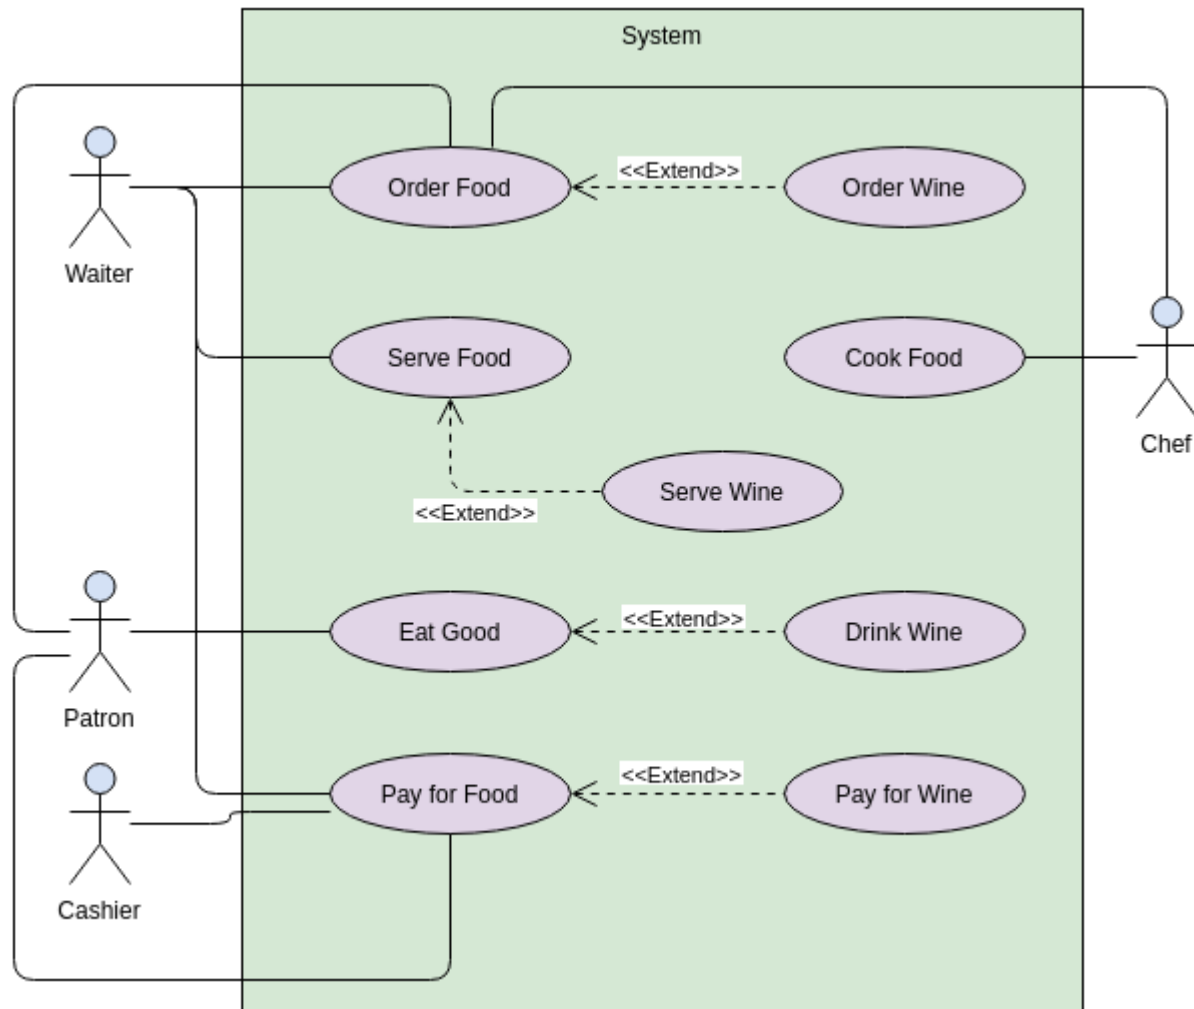 System
<<Extend>>
Order Food
Order Wine
Waiter
Serve Food
Cook Food
Chef
Serve Wine
<<Extend>>
<<Extend>>
Eat Good
Drink Wine
Patron
<<Extend>>
Pay for Food
Pay for Wine
Cashier